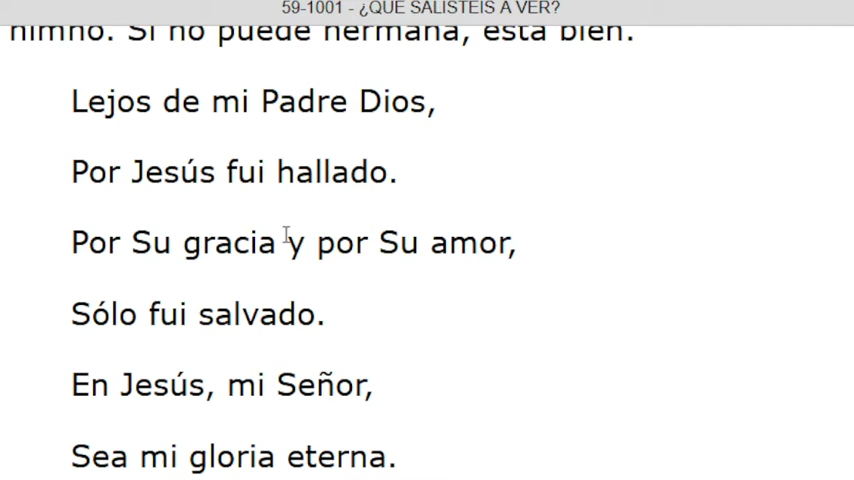 59-1001 - ¿QUE SALISTEIS A VER?
himno. Si no puede hermana, está bien.
Lejos de mi Padre Dios,
Por Jesús fui hallado.
Por Su gracia y por Su amor,
Sólo fui salvado.
En Jesús, mi Señor,
Sea mi gloria eterna.